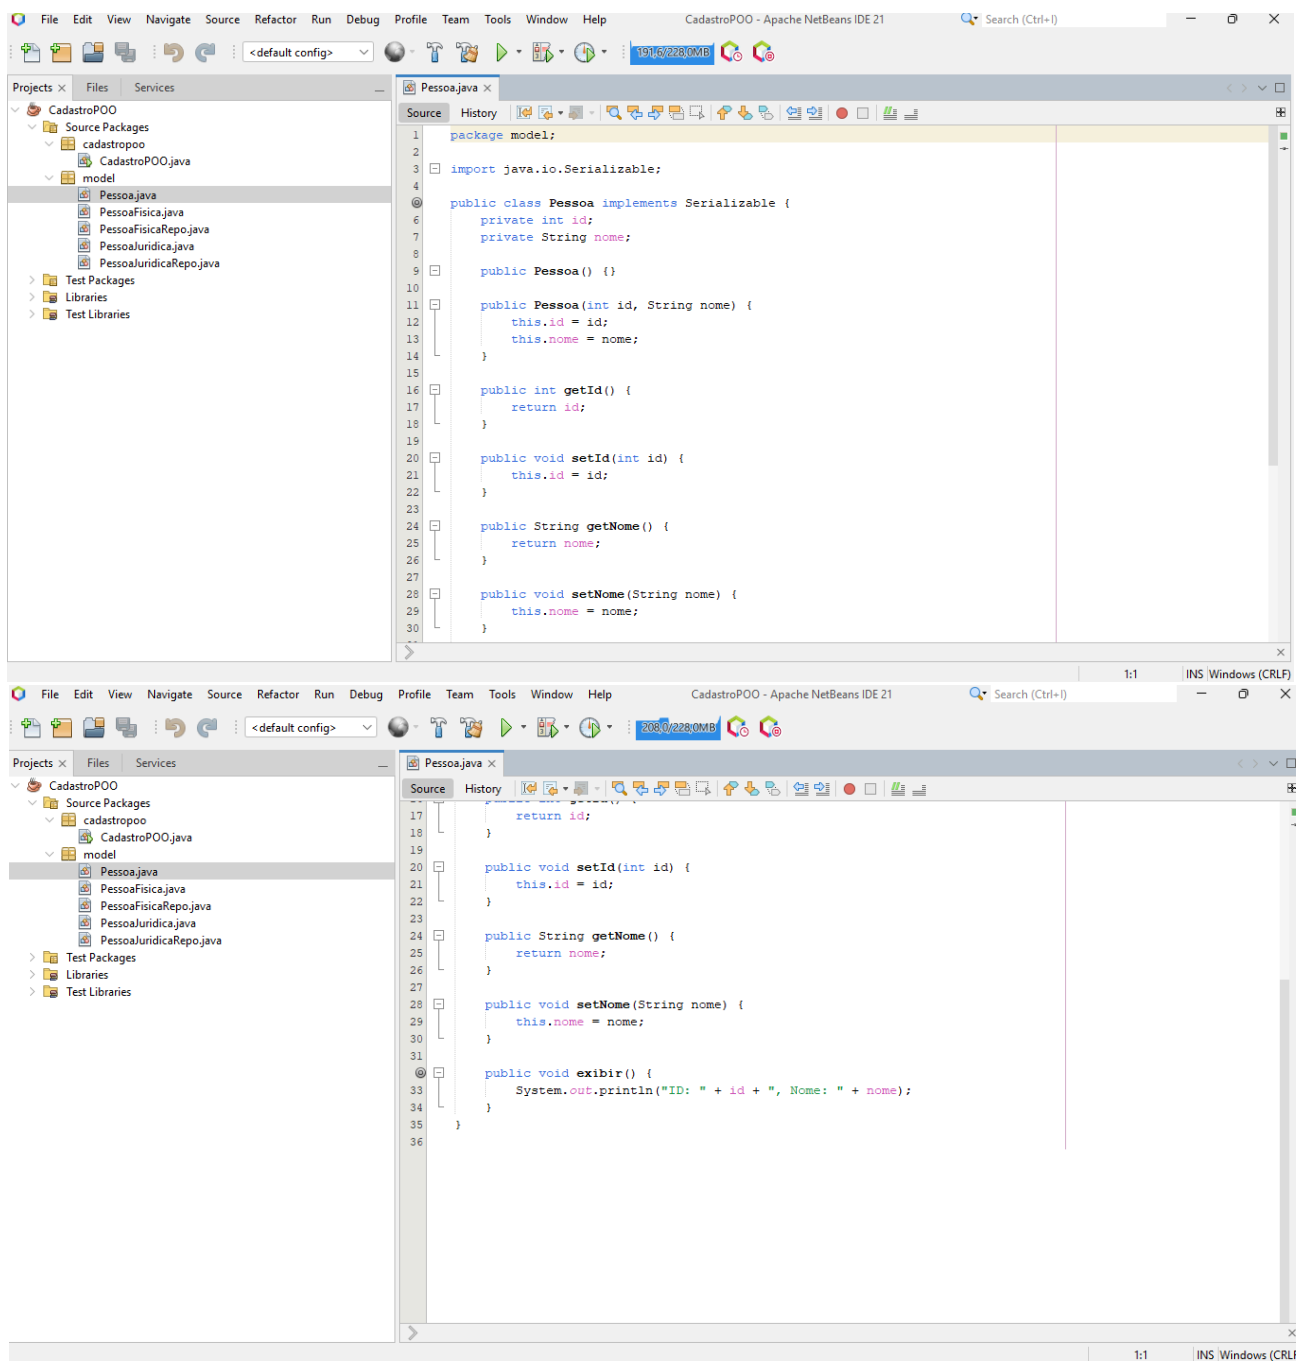 File Edit View Navigate Source Refactor Run Debug Profile Team Tools Window Help CadastroPOO - Apache NetBeans IDE 21 Search (Ctrl+I)
<default config> 191,6/228,0MB
Projects Files Services
CadastroPOO
Source Packages
cadastropoo
CadastroPOO.java
model
Pessoa.java
PessoaFisica.java
PessoaFisicaRepo.java
PessoaJuridica.java
PessoaJuridicaRepo.java
Test Packages
Libraries
Test Libraries
Pessoa.java
Source History
1 package model;
2
3 import java.io.Serializable;
4
public class Pessoa implements Serializable {
6 private int id;
7 private String nome;
8
9 public Pessoa() {}
10
11 public Pessoa(int id, String nome) {
12 this.id = id;
13 this.nome = nome;
14 }
15
16 public int getId() {
17 return id;
18 }
19
20 public void setId(int id) {
21 this.id = id;
22 }
23
24 public String getNome() {
25 return nome;
26 }
27
28 public void setNome(String nome) {
29 this.nome = nome;
30 }
1:1 INS Windows (CRLF)
File Edit View Navigate Source Refactor Run Debug Profile Team Tools Window Help CadastroPOO - Apache NetBeans IDE 21 Search (Ctrl+I)
<default config> 208,0/228,0MB
Projects Files Services
CadastroPOO
Source Packages
cadastropoo
CadastroPOO.java
model
Pessoa.java
PessoaFisica.java
PessoaFisicaRepo.java
PessoaJuridica.java
PessoaJuridicaRepo.java
Test Packages
Libraries
Test Libraries
Pessoa.java
Source History
17 return id;
18 }
19
20 public void setId(int id) {
21 this.id = id;
22 }
23
24 public String getNome() {
25 return nome;
26 }
27
28 public void setNome(String nome) {
29 this.nome = nome;
30 }
31
public void exibir() {
33 System.out.println("ID: " + id + ", Nome: " + nome);
34 }
35 }
36
1:1 INS Windows (CRLF